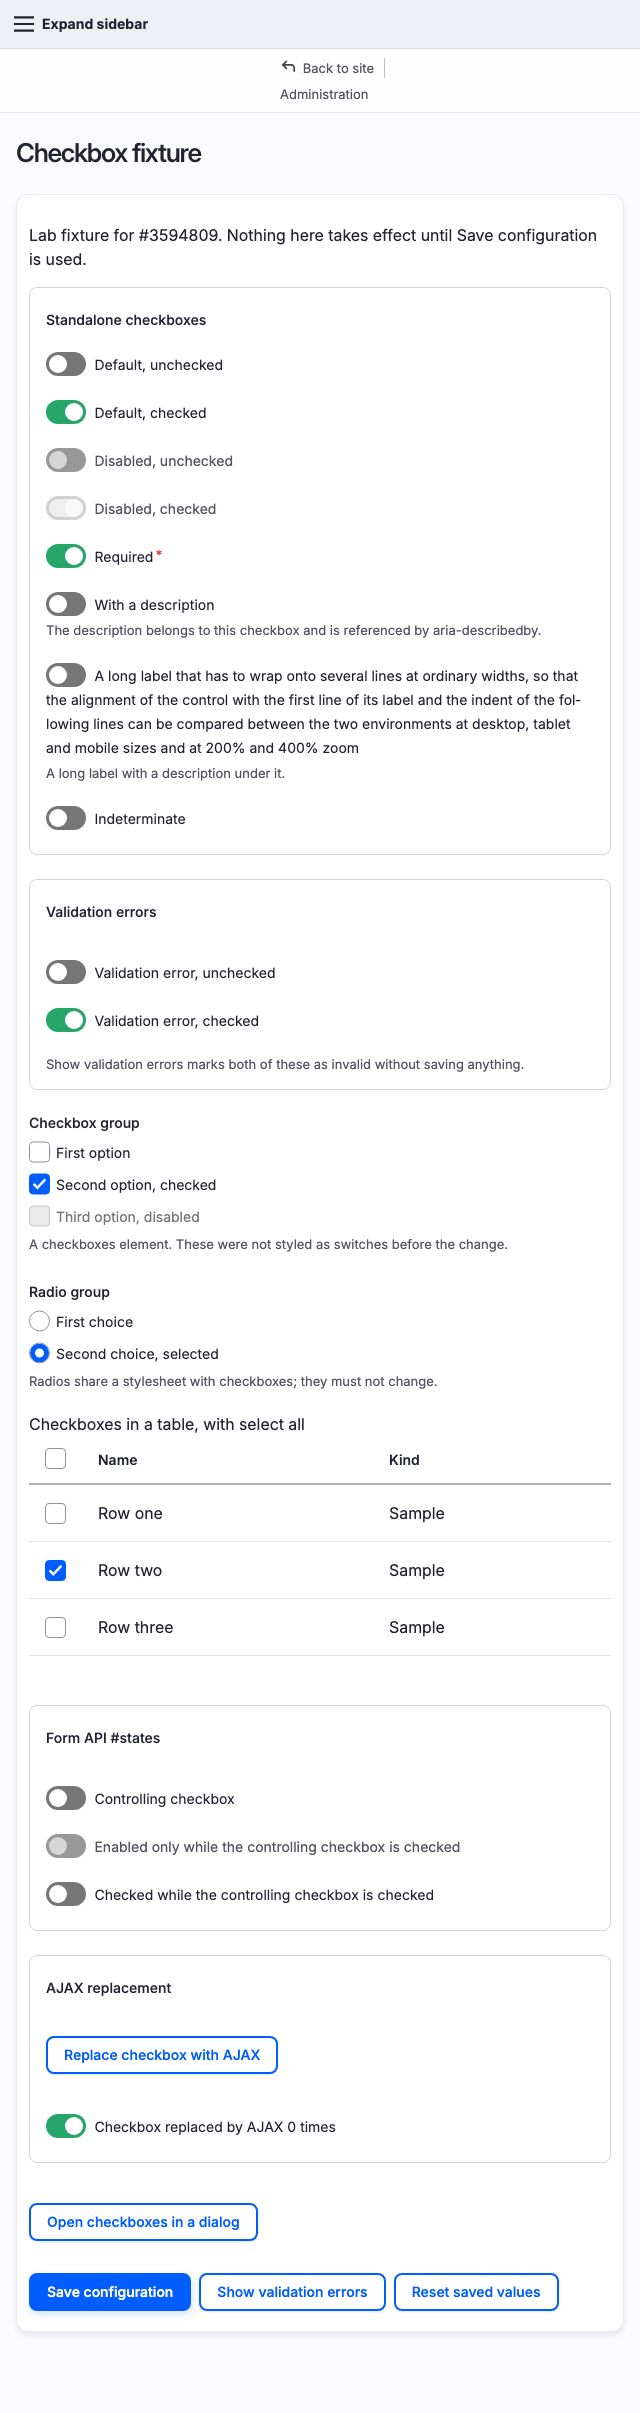 Expand sidebar
Back to site
Administration
Checkbox fixture
Lab fixture for #3594809. Nothing here takes effect until Save configuration
is used.
Standalone checkboxes
Default, unchecked
Default, checked
Disabled, unchecked
Disabled, checked
Required*
With a description
The description belongs to this checkbox and is referenced by aria-describedby.
A long label that has to wrap onto several lines at ordinary widths, so that
the alignment of the control with the first line of its label and the indent of the fol-
lowing lines can be compared between the two environments at desktop, tablet
and mobile sizes and at 200% and 400% zoom
A long label with a description under it.
Indeterminate
Validation errors
Validation error, unchecked
Validation error, checked
Show validation errors marks both of these as invalid without saving anything.
Checkbox group
First option
Second option, checked
Third option, disabled
A checkboxes element. These were not styled as switches before the change.
Radio group
First choice
Second choice, selected
Radios share a stylesheet with checkboxes; they must not change.
Checkboxes in a table, with select all
Name Kind
Row one Sample
Row two Sample
Row three Sample
Form API #states
Controlling checkbox
Enabled only while the controlling checkbox is checked
Checked while the controlling checkbox is checked
AJAX replacement
Replace checkbox with AJAX
Checkbox replaced by AJAX 0 times
Open checkboxes in a dialog
Save configuration Show validation errors Reset saved values